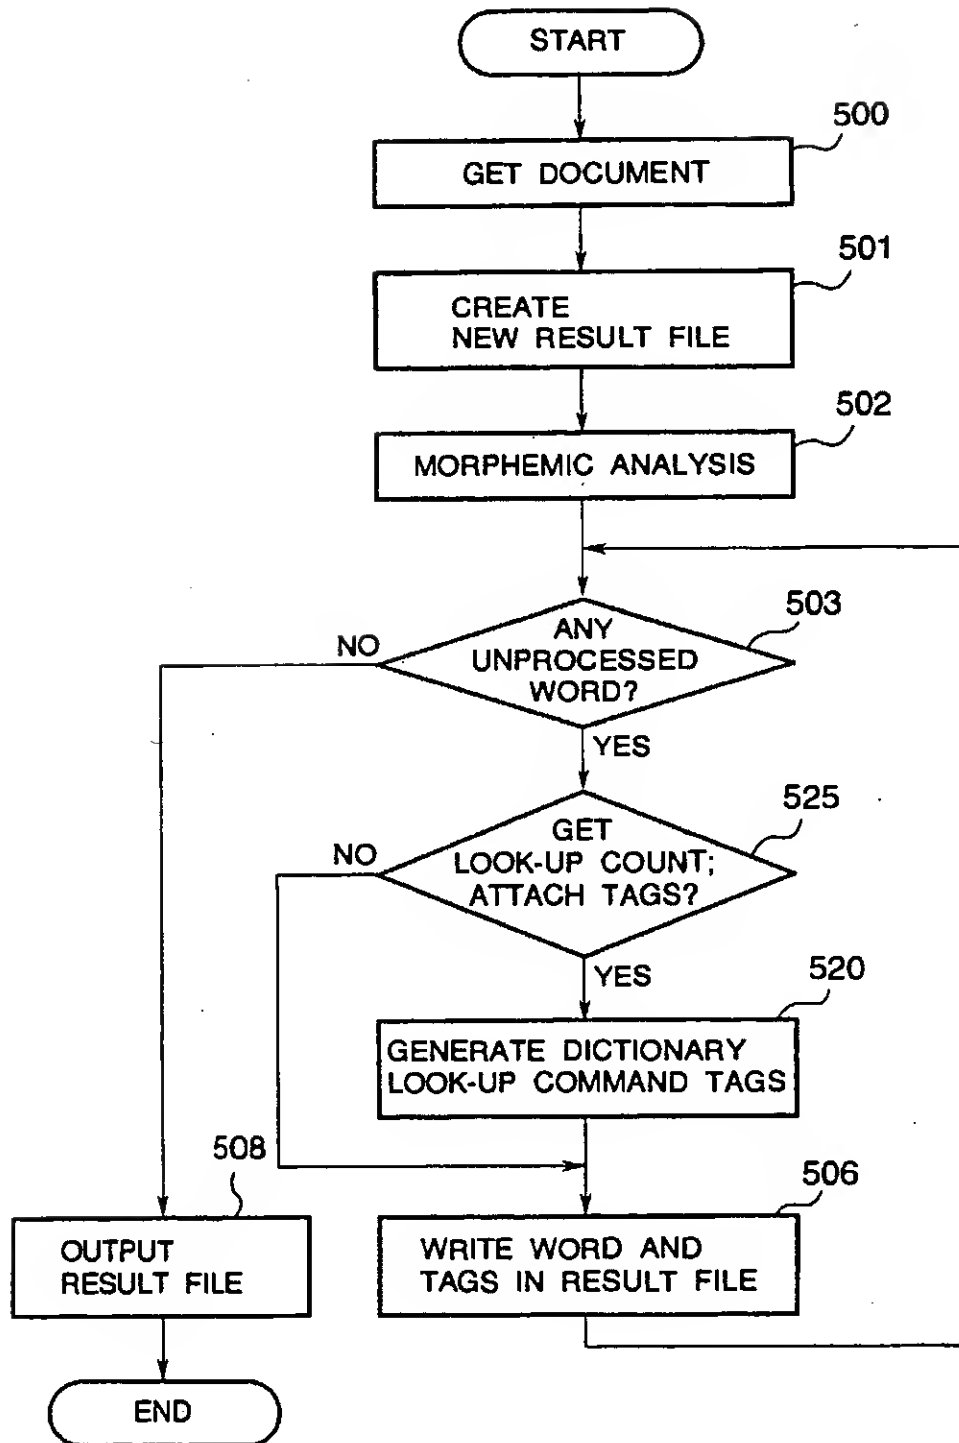 START
500
GET DOCUMENT
501
CREATE
NEW RESULT FILE
502
MORPHEMIC ANALYSIS
503
NO
ANY
UNPROCESSED
WORD?
YES
525
NO
GET
LOOK-UP COUNT;
ATTACH TAGS?
YES
520
GENERATE DICTIONARY
LOOK-UP COMMAND TAGS
508
506
OUTPUT
RESULT FILE
WRITE WORD AND
TAGS IN RESULT FILE
END